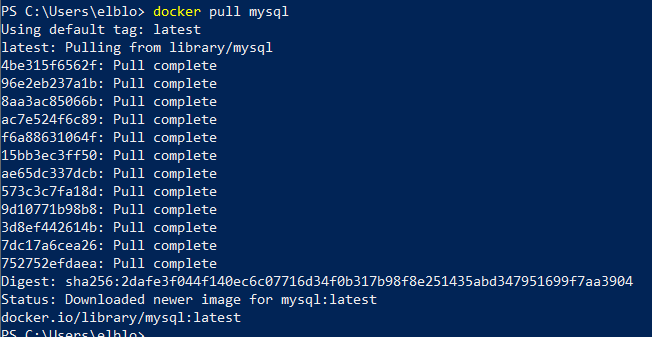 PS C:\Users\elblo> docker pull mysql
Using default tag: latest
latest: Pulling from library/mysql
4be315f6562f: Pull complete
96e2eb237a1b: Pull complete
8aa3ac85066b: Pull complete
ac7e524f6c89: Pull complete
f6a88631064f: Pull complete
15bb3ec3ff50: Pull complete
ae65dc337dcb: Pull complete
573c3c7fa18d: Pull complete
9d10771b98b8: Pull complete
3d8ef442614b: Pull complete
7dc17a6cea26: Pull complete
752752efdaea: Pull complete
Digest: sha256:2dafe3f044f140ec6c07716d34f0b317b98f8e251435abd347951699f7aa3904
Status: Downloaded newer image for mysql:latest
docker.io/library/mysql:latest
PS C:\Users\elblo>